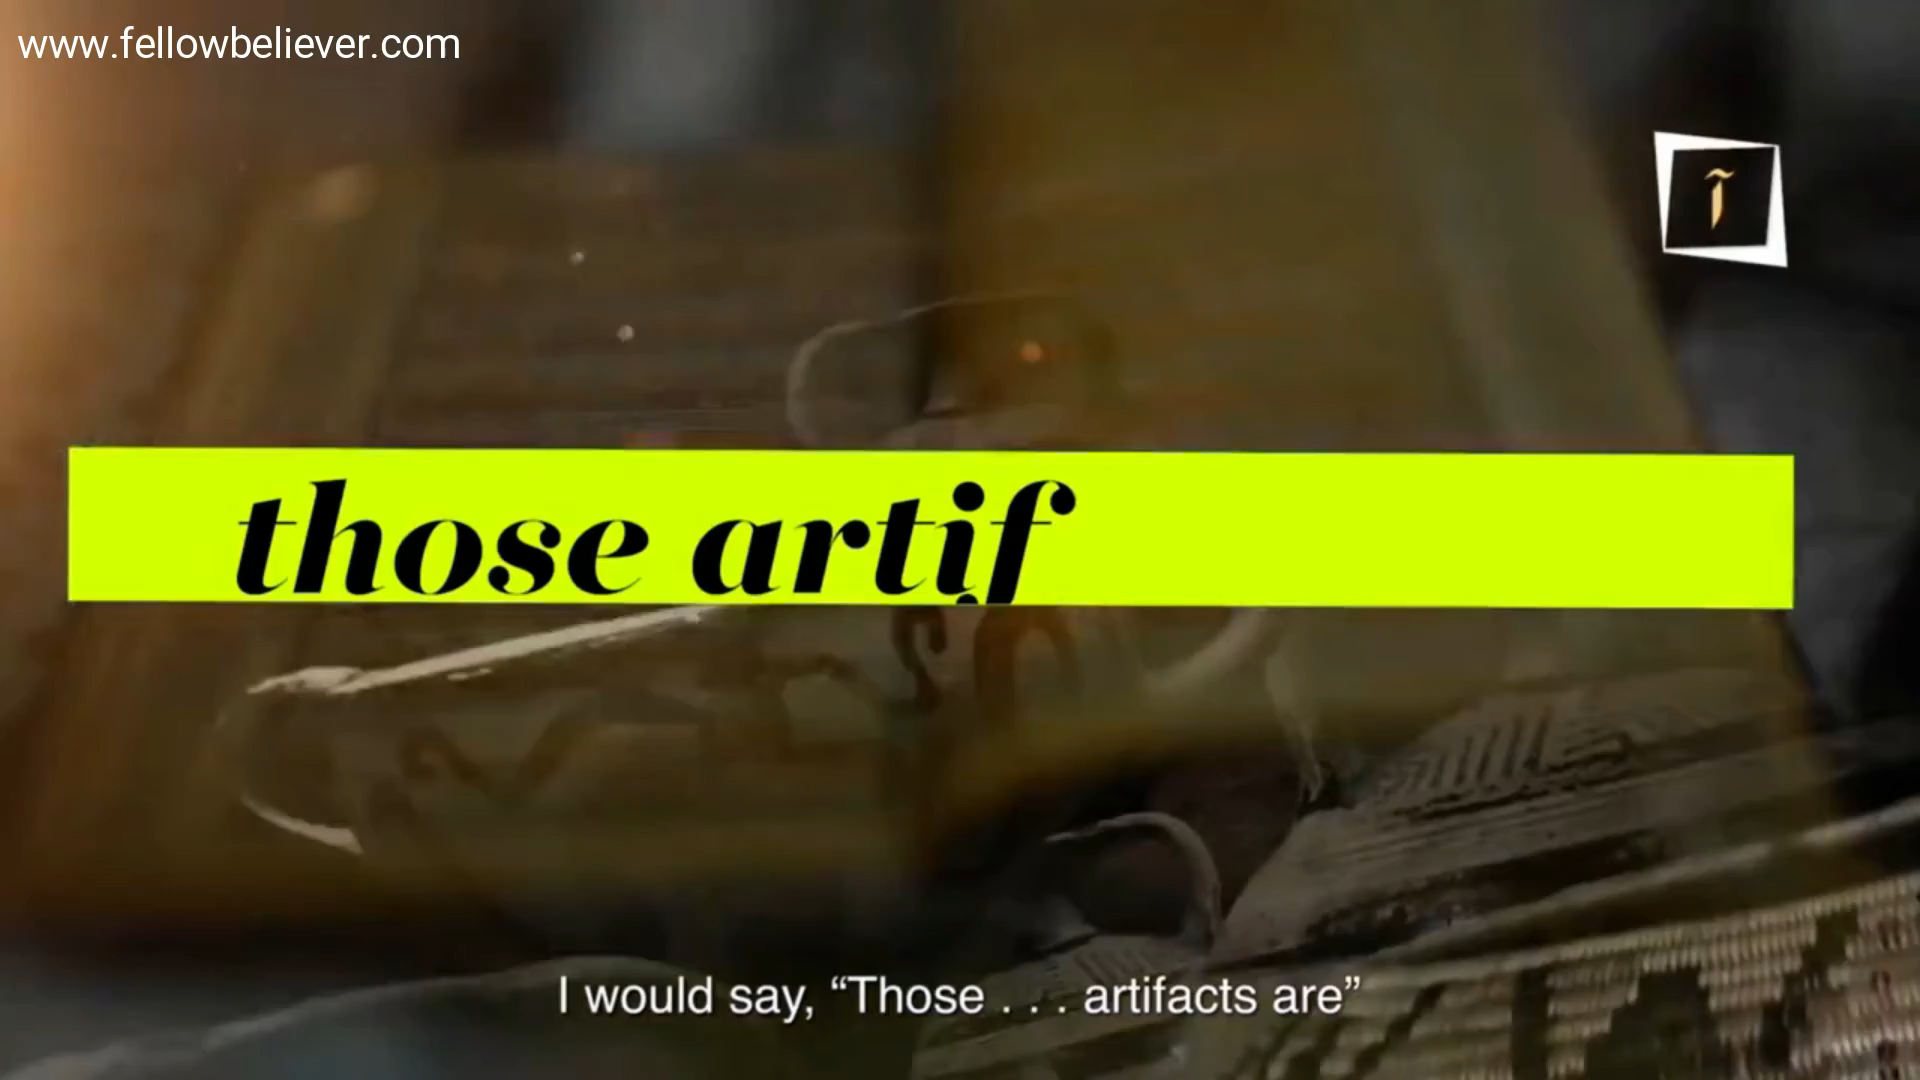 www.fellowbeliever.com
those artif
I would say, “Those . . . artifacts are”